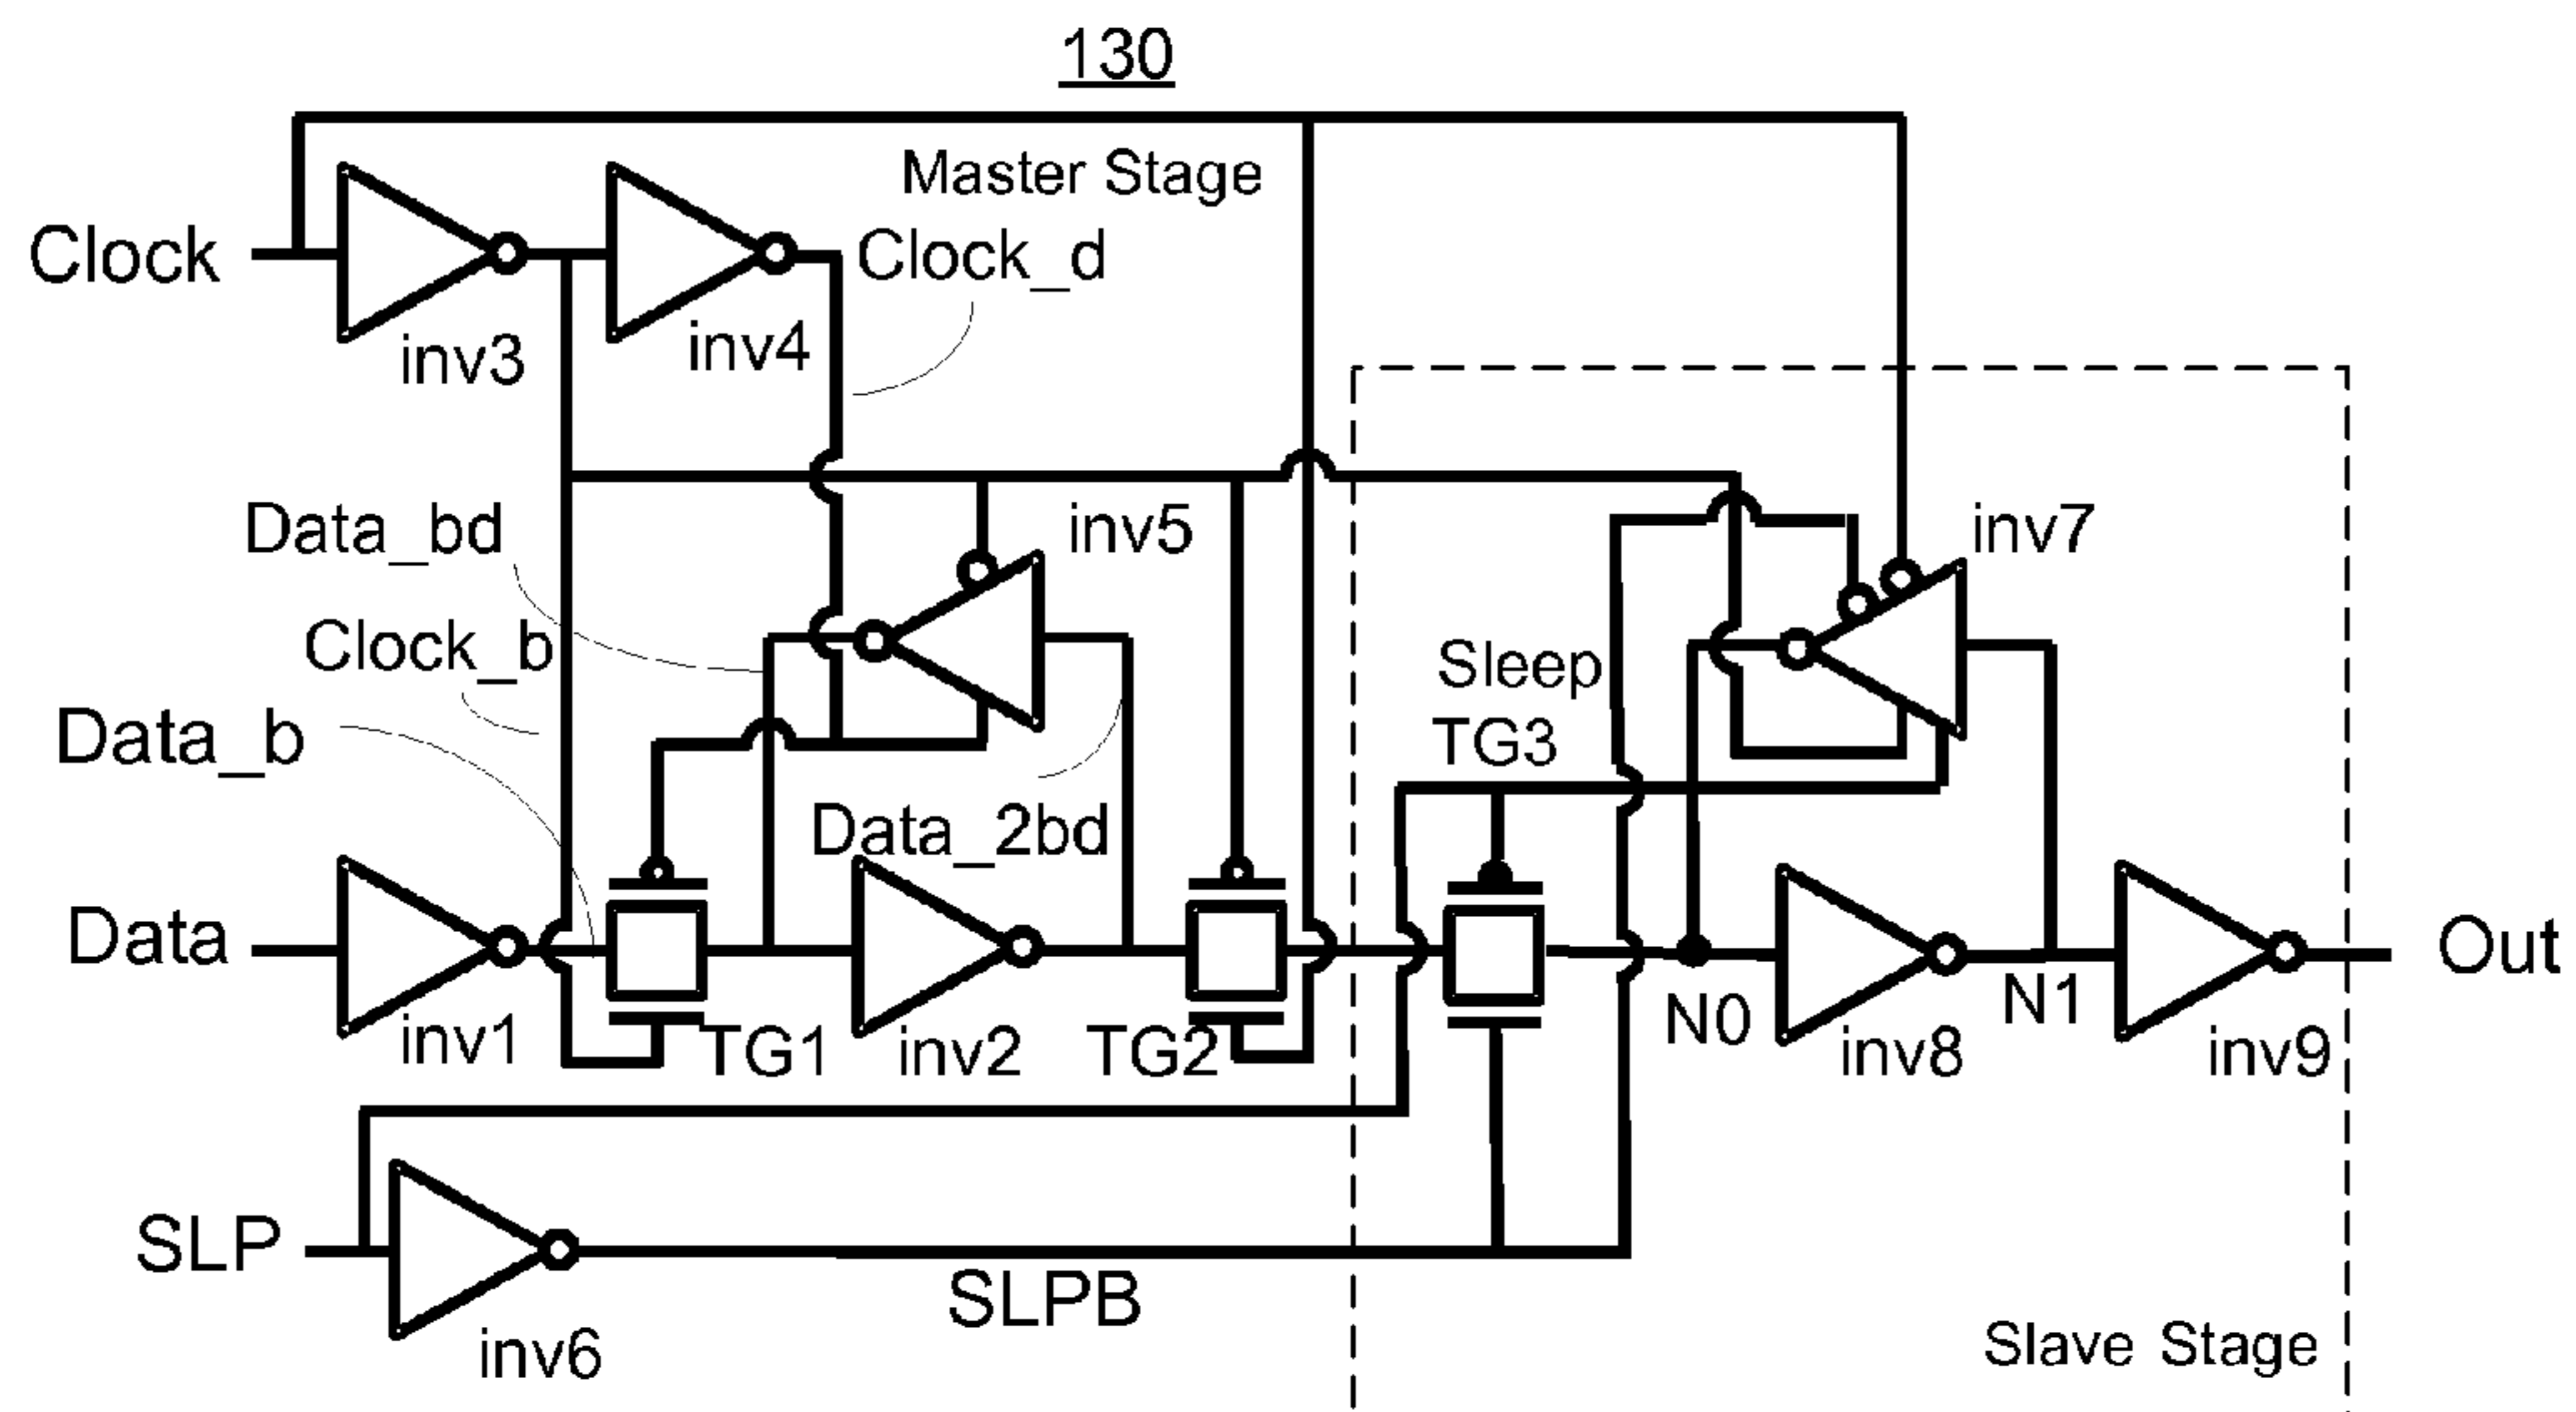 130
Master Stage
Clock
Clock_d
inv3
inv4
Data_bd
inv5
inv7
Clock_b
Sleep
TG3
Data_b
Data_2bd
Data
Out
inv1
TG1
inv2
TG2
N0
inv8
N1
inv9
SLP
SLPB
inv6
Slave Stage